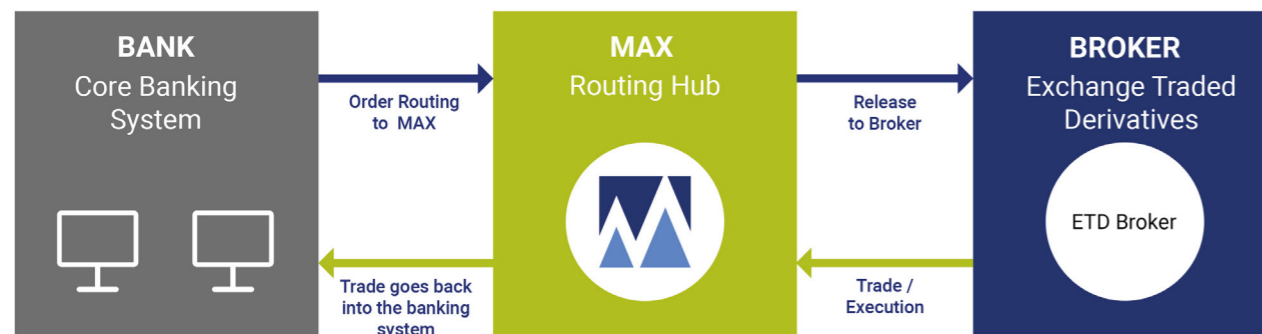 BANK
Core Banking
System
Order Routing
to MAX
Trade goes back
into the banking
system
MAX
Routing Hub
Release
to Broker
Trade /
Execution
BROKER
Exchange Traded
Derivatives
ETD Broker